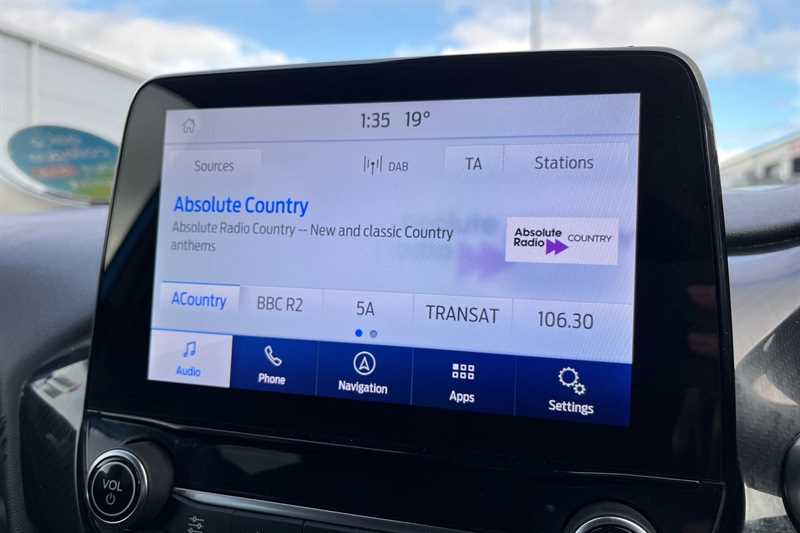 1:35 19°
Sources DAB TA Stations
Absolute Country
Absolute Radio Country -- New and classic Country
anthems
Absolute
Radio COUNTRY
ACountry BBC R2 5A TRANSAT 106.30
Audio Phone Navigation Apps Settings
VOL